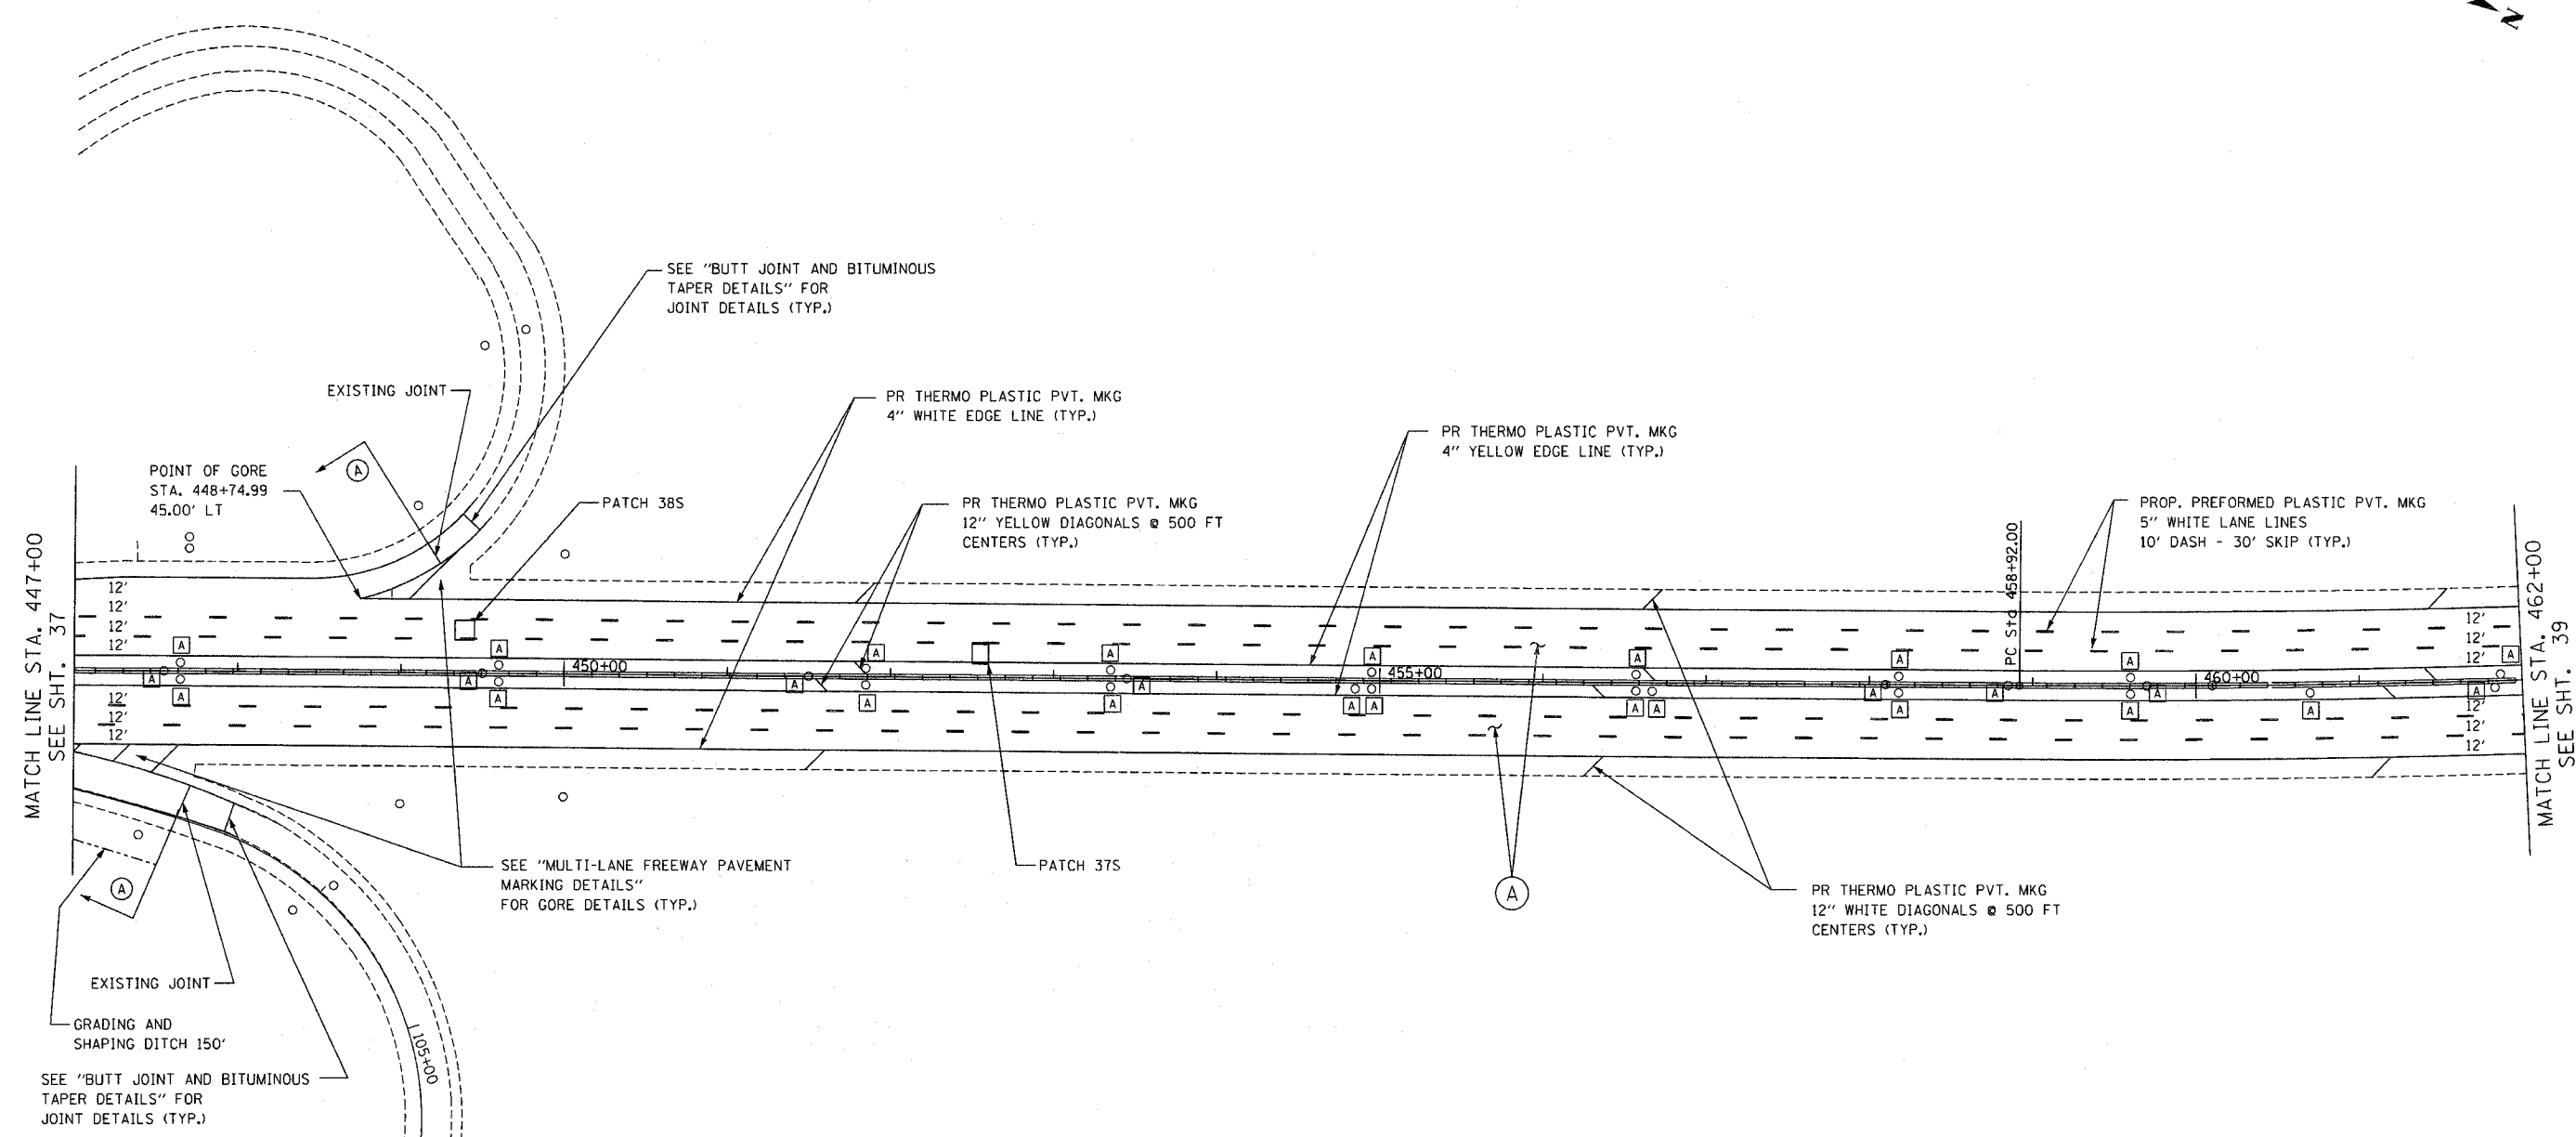 N
SEE "BUTT JOINT AND BITUMINOUS
TAPER DETAILS" FOR
JOINT DETAILS (TYP.)
EXISTING JOINT
PR THERMO PLASTIC PVT. MKG
4" WHITE EDGE LINE (TYP.)
PR THERMO PLASTIC PVT. MKG
4" YELLOW EDGE LINE (TYP.)
POINT OF GORE
STA. 448+74.99
45.00' LT
A
PATCH 38S
PR THERMO PLASTIC PVT. MKG
12" YELLOW DIAGONALS @ 500 FT
CENTERS (TYP.)
PROP. PREFORMED PLASTIC PVT. MKG
5" WHITE LANE LINES
10' DASH - 30' SKIP (TYP.)
PC Sta 458+92.00
MATCH LINE STA. 447+00
SEE SHT. 37
MATCH LINE STA. 462+00
SEE SHT. 39
12'
12'
12'
12'
12'
12'
12'
12'
12'
12'
A A A A A A A A A
450+00
455+00
460+00
A A A A A A A
A A A A A A A A A A
12'
12'
12'
12'
SEE "MULTI-LANE FREEWAY PAVEMENT
MARKING DETAILS"
FOR GORE DETAILS (TYP.)
PATCH 37S
A
PR THERMO PLASTIC PVT. MKG
12" WHITE DIAGONALS @ 500 FT
CENTERS (TYP.)
A
EXISTING JOINT
GRADING AND
SHAPING DITCH 150'
1105+00
SEE "BUTT JOINT AND BITUMINOUS
TAPER DETAILS" FOR
JOINT DETAILS (TYP.)